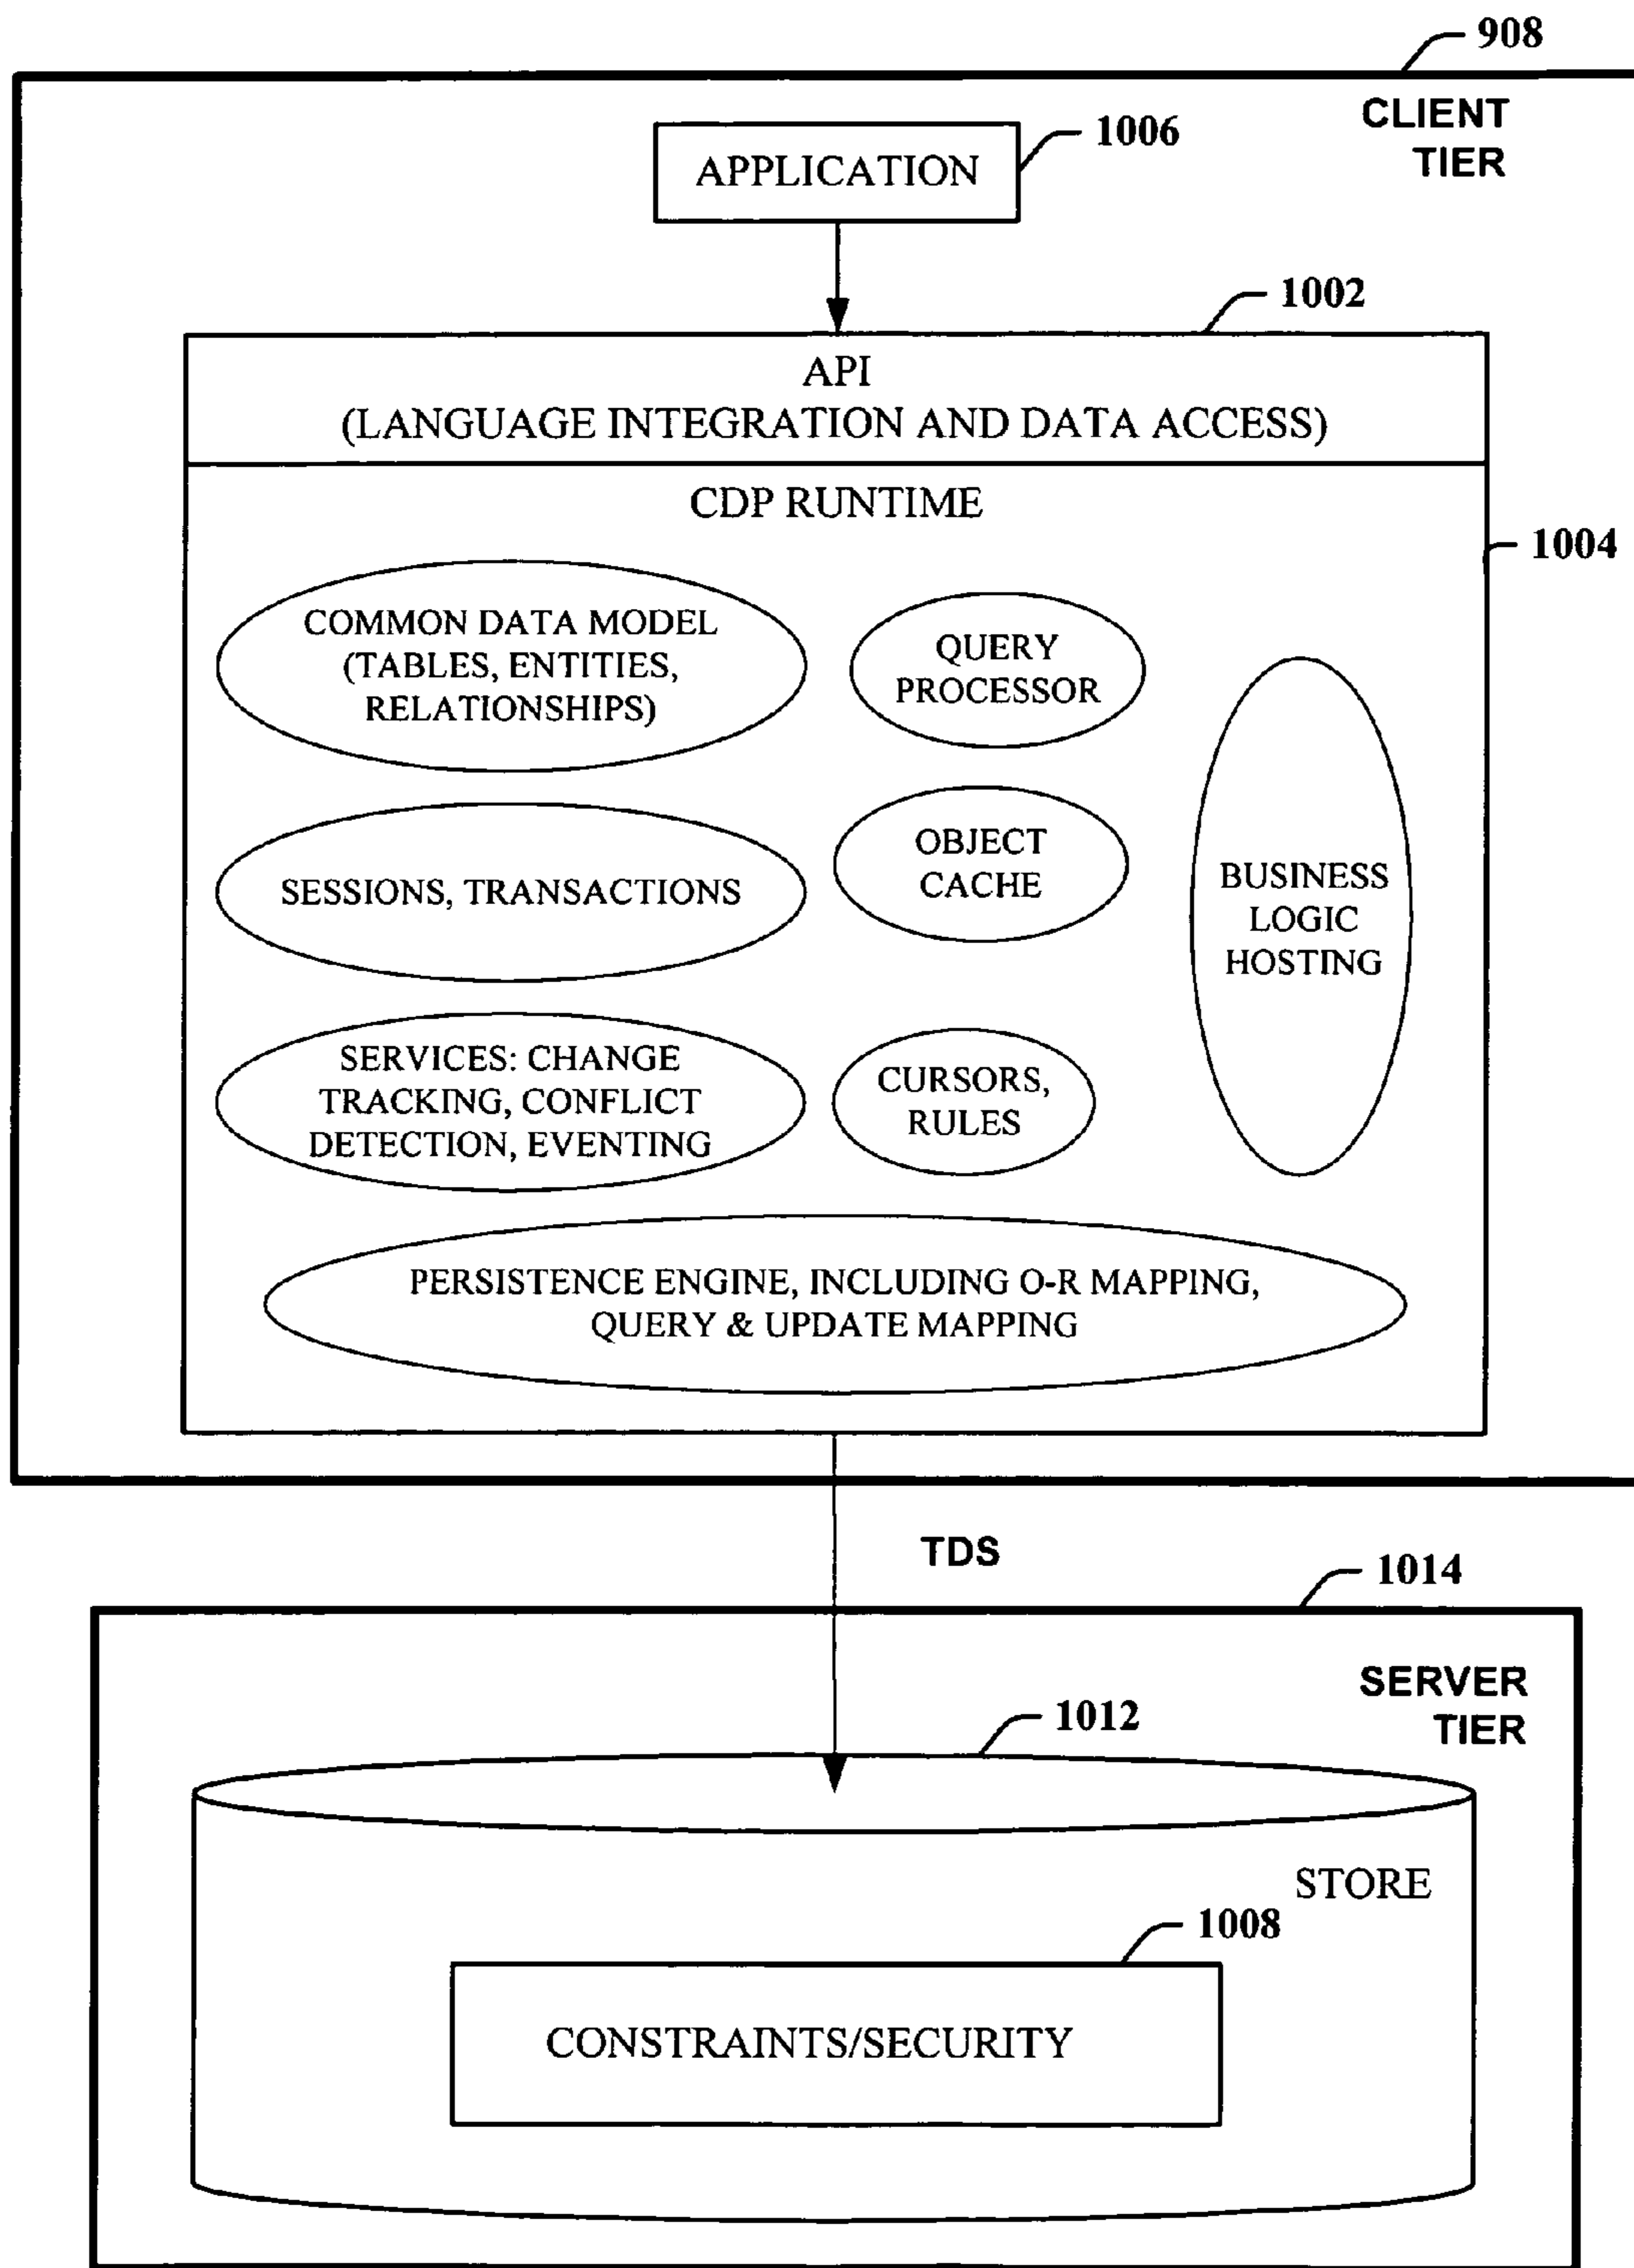 908
CLIENT
TIER
1006
APPLICATION
1002
API
(LANGUAGE INTEGRATION AND DATA ACCESS)
CDP RUNTIME
1004
COMMON DATA MODEL
(TABLES, ENTITIES,
RELATIONSHIPS)
QUERY
PROCESSOR
SESSIONS, TRANSACTIONS
OBJECT
CACHE
BUSINESS
LOGIC
HOSTING
SERVICES: CHANGE
TRACKING, CONFLICT
DETECTION, EVENTING
CURSORS,
RULES
PERSISTENCE ENGINE, INCLUDING O-R MAPPING,
QUERY & UPDATE MAPPING
TDS
1014
SERVER
TIER
1012
STORE
1008
CONSTRAINTS/SECURITY